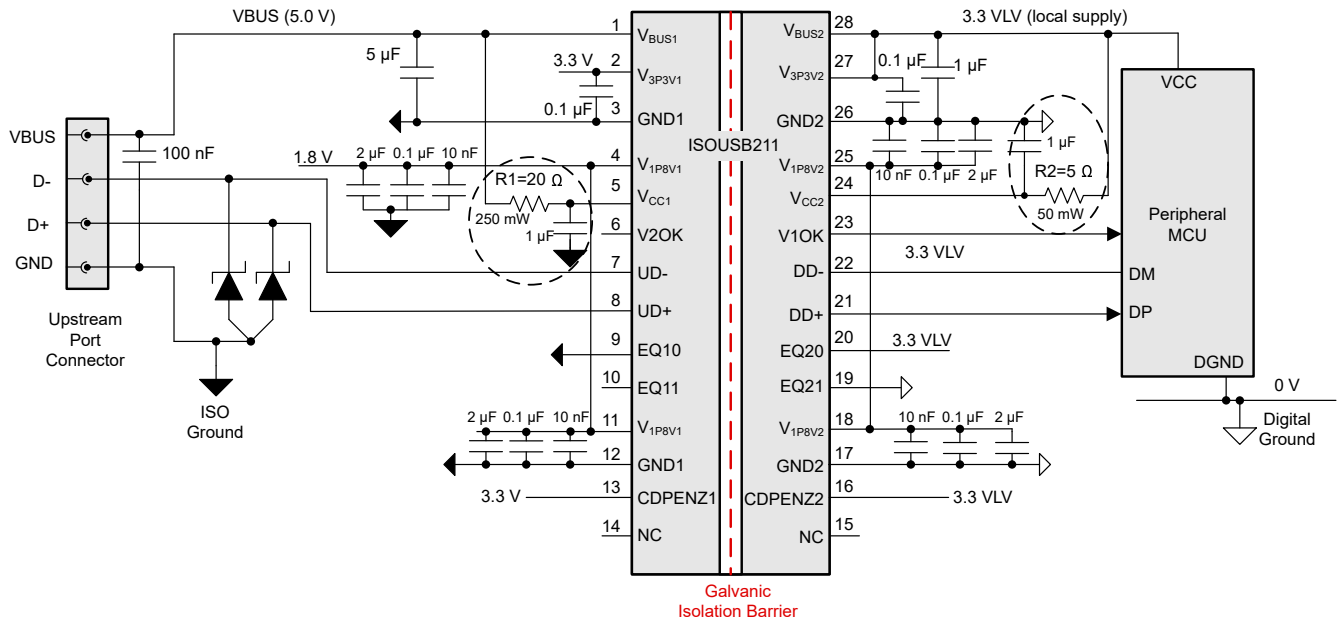 VBUS (5.0 V)
3.3 VLV (local supply)
VBUS
D-
D+
GND
Upstream
Port
Connector
100 nF
ISO
Ground
5 µF
3.3 V
0.1 µF
1.8 V
2 µF 0.1 µF 10 nF
R1=20 Ω
250 mW
1 µF
2 µF 0.1 µF 10 nF
3.3 V
1 VBUS1
2 V3P3V1
3 GND1
4 V1P8V1
5 VCC1
6 V2OK
7 UD-
8 UD+
9 EQ10
10 EQ11
11 V1P8V1
12 GND1
13 CDPENZ1
14 NC
ISOUSB211
VBUS2 28
V3P3V2 27
GND2 26
V1P8V2 25
VCC2 24
V1OK 23
DD- 22
DD+ 21
EQ20 20
EQ21 19
V1P8V2 18
GND2 17
CDPENZ2 16
NC 15
0.1 µF
1 µF
10 nF 0.1 µF 2 µF
1 µF
R2=5 Ω
50 mW
3.3 VLV
3.3 VLV
10 nF 0.1 µF 2 µF
3.3 VLV
VCC
Peripheral
MCU
DM
DP
DGND
0 V
Digital
Ground
Galvanic
Isolation Barrier